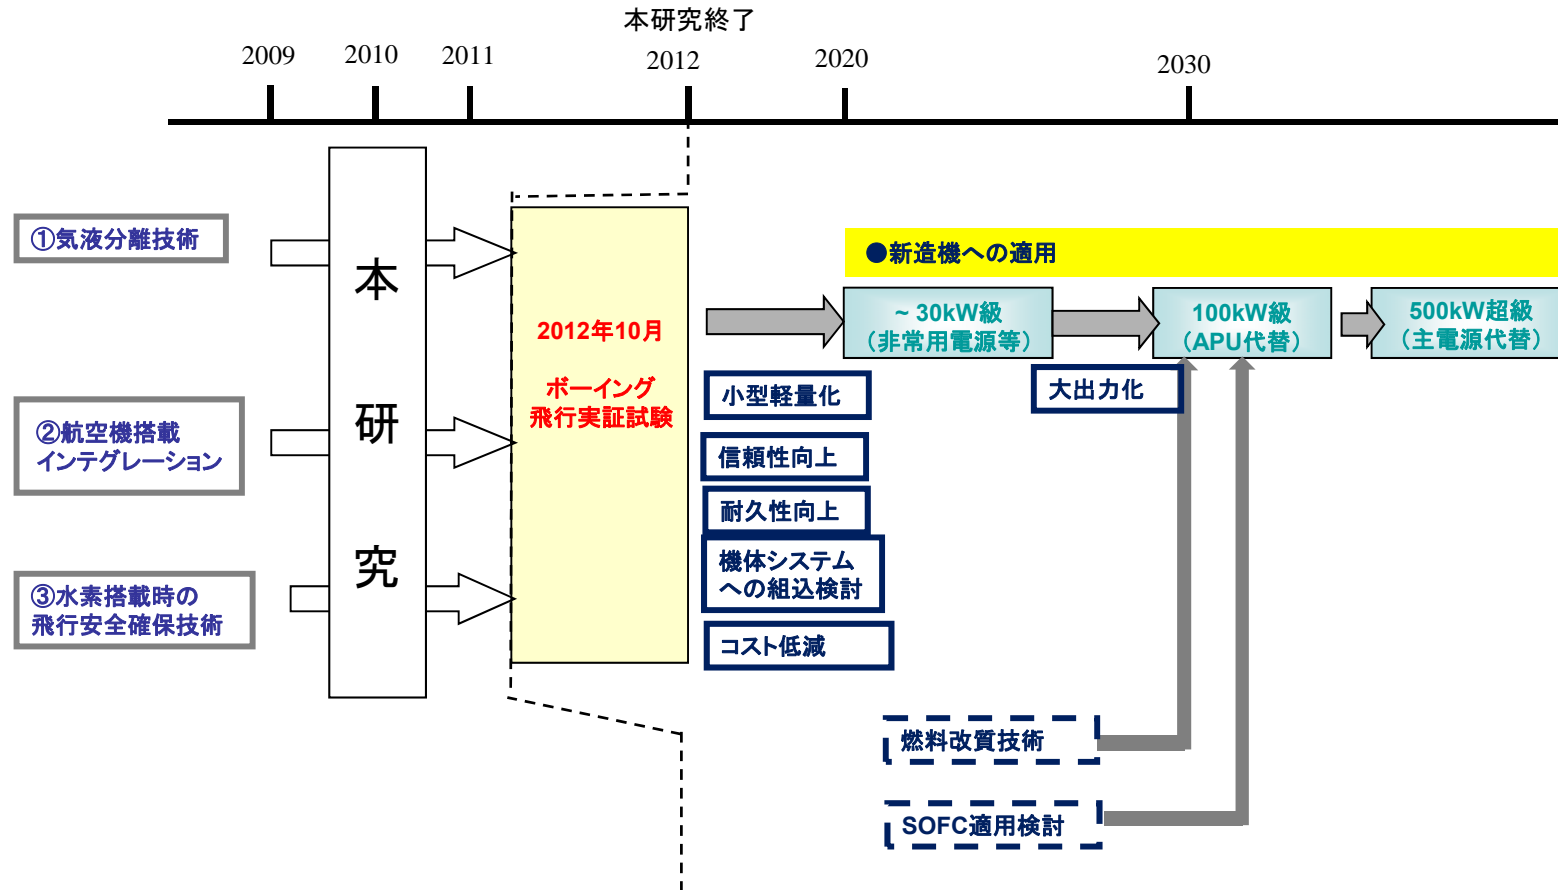 本研究終了
2009
2010
2011
2012
2020
2030
①気液分離技術
②航空機搭載
インテグレーション
③水素搭載時の
飛行安全確保技術
本
研
究
2012年10月
ボーイング
飛行実証試験
●新造機への適用
~ 30kW級
（非常用電源等）
100kW級
（APU代替）
500kW超級
（主電源代替）
小型軽量化
信頼性向上
耐久性向上
機体システム
への組込検討
コスト低減
大出力化
燃料改質技術
SOFC適用検討